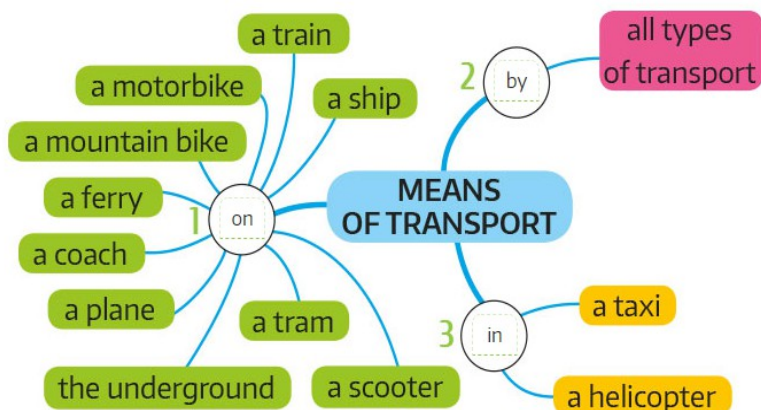 a train
a motorbike
a ship
a mountain bike
a ferry
1
on
a coach
a plane
a tram
the underground
a scooter
MEANS
OF TRANSPORT
2
by
all types
of transport
3
in
a taxi
a helicopter